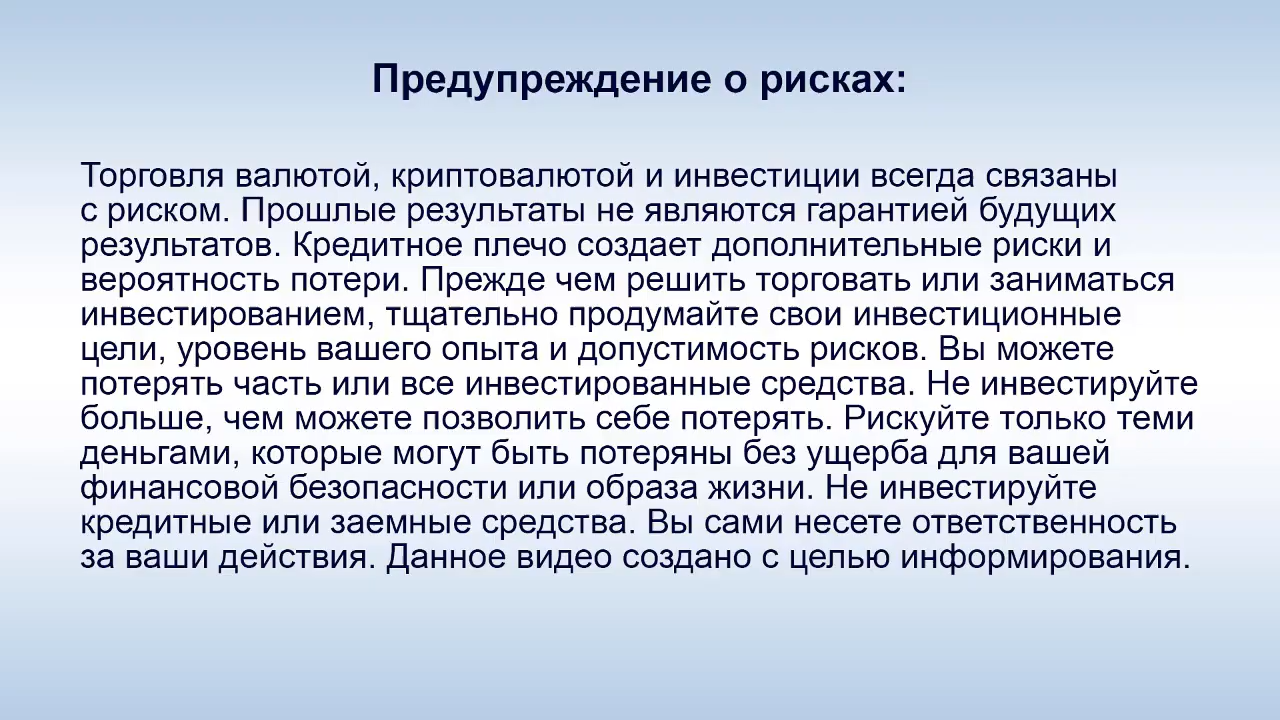 Предупреждение о рисках:
Торговля валютой, криптовалютой и инвестиции всегда связаны
с риском. Прошлые результаты не являются гарантией будущих
результатов. Кредитное плечо создает дополнительные риски и
вероятность потери. Прежде чем решить торговать или заниматься
инвестированием, тщательно продумайте свои инвестиционные
цели, уровень вашего опыта и допустимость рисков. Вы можете
потерять часть или все инвестированные средства. Не инвестируйте
больше, чем можете позволить себе потерять. Рискуйте только теми
деньгами, которые могут быть потеряны без ущерба для вашей
финансовой безопасности или образа жизни. Не инвестируйте
кредитные или заемные средства. Вы сами несете ответственность
за ваши действия. Данное видео создано с целью информирования.